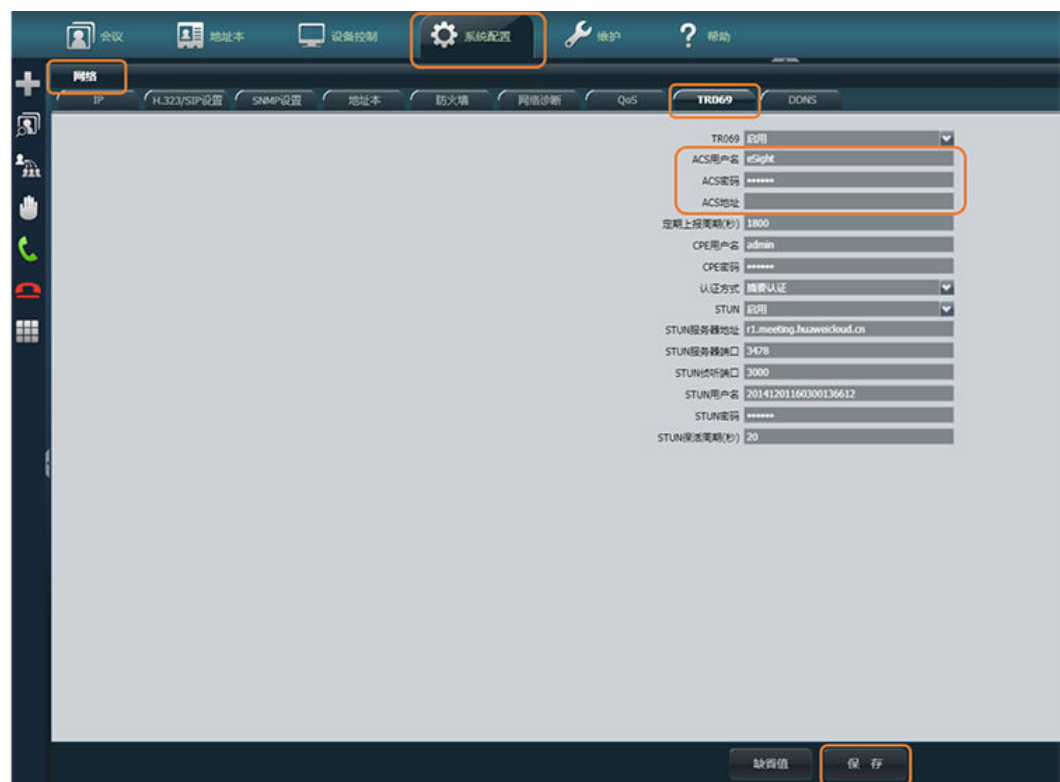 会议 地址本 设备控制 系统配置 维护 ? 帮助
网络
IP H.323/SIP设置 SNMP设置 地址本 防火墙 网络诊断 QoS TR069 DDNS
TR069 启用
ACS用户名 eSight
ACS密码 ••••••
ACS地址
定期上报周期(秒) 1800
CPE用户名 admin
CPE密码 ••••••
认证方式 摘要认证
STUN 启用
STUN服务器地址 r1.meeting.huaweicloud.cn
STUN服务器端口 3478
STUN侦听端口 3000
STUN用户名 20141201160300136612
STUN密码 ••••••
STUN保活周期(秒) 20
缺省值 保 存